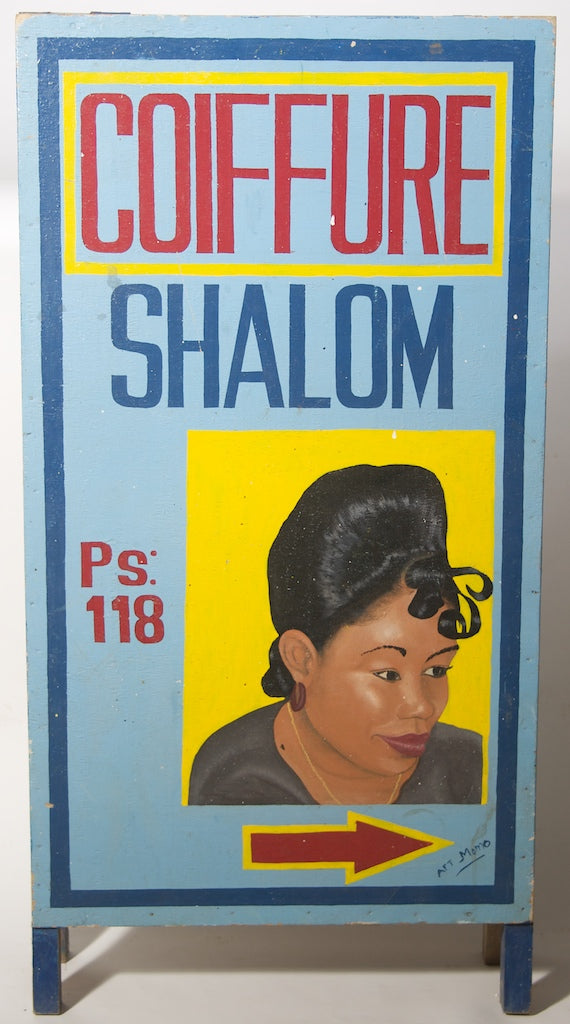 COIFFURE
SHALOM
Ps:
118
ART Momo